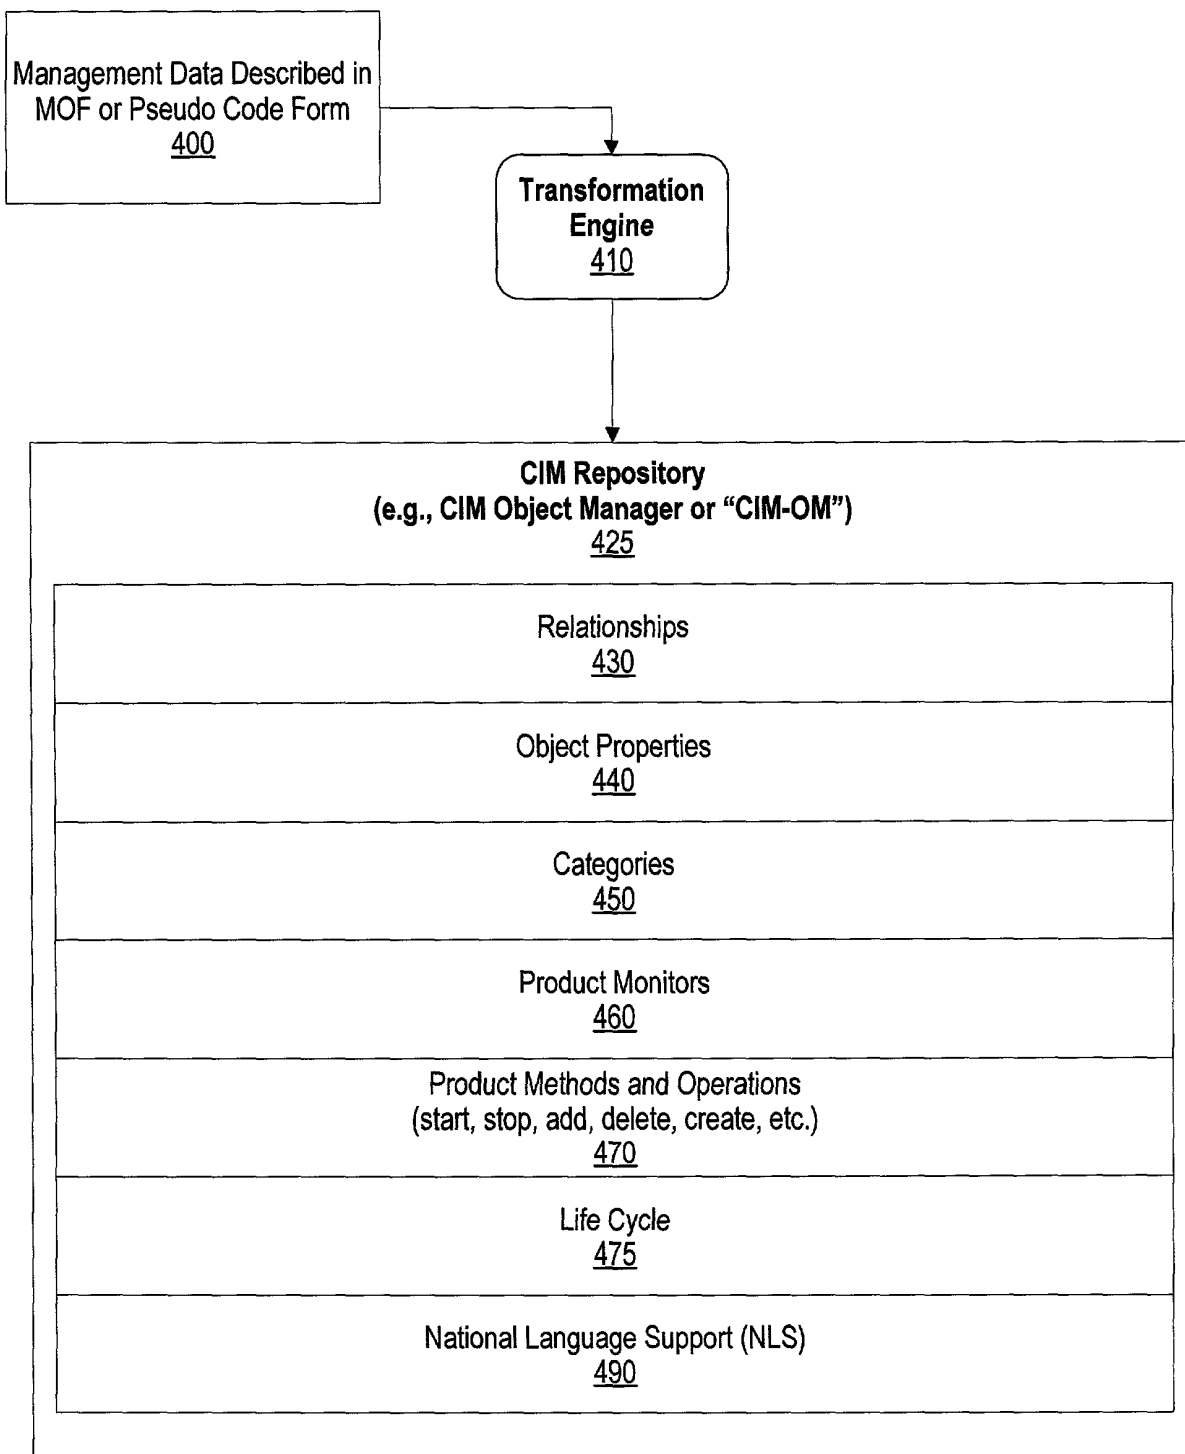 Management Data Described in
MOF or Pseudo Code Form
400
Transformation
Engine
410
CIM Repository
(e.g., CIM Object Manager or “CIM-OM”)
425
Relationships
430
Object Properties
440
Categories
450
Product Monitors
460
Product Methods and Operations
(start, stop, add, delete, create, etc.)
470
Life Cycle
475
National Language Support (NLS)
490